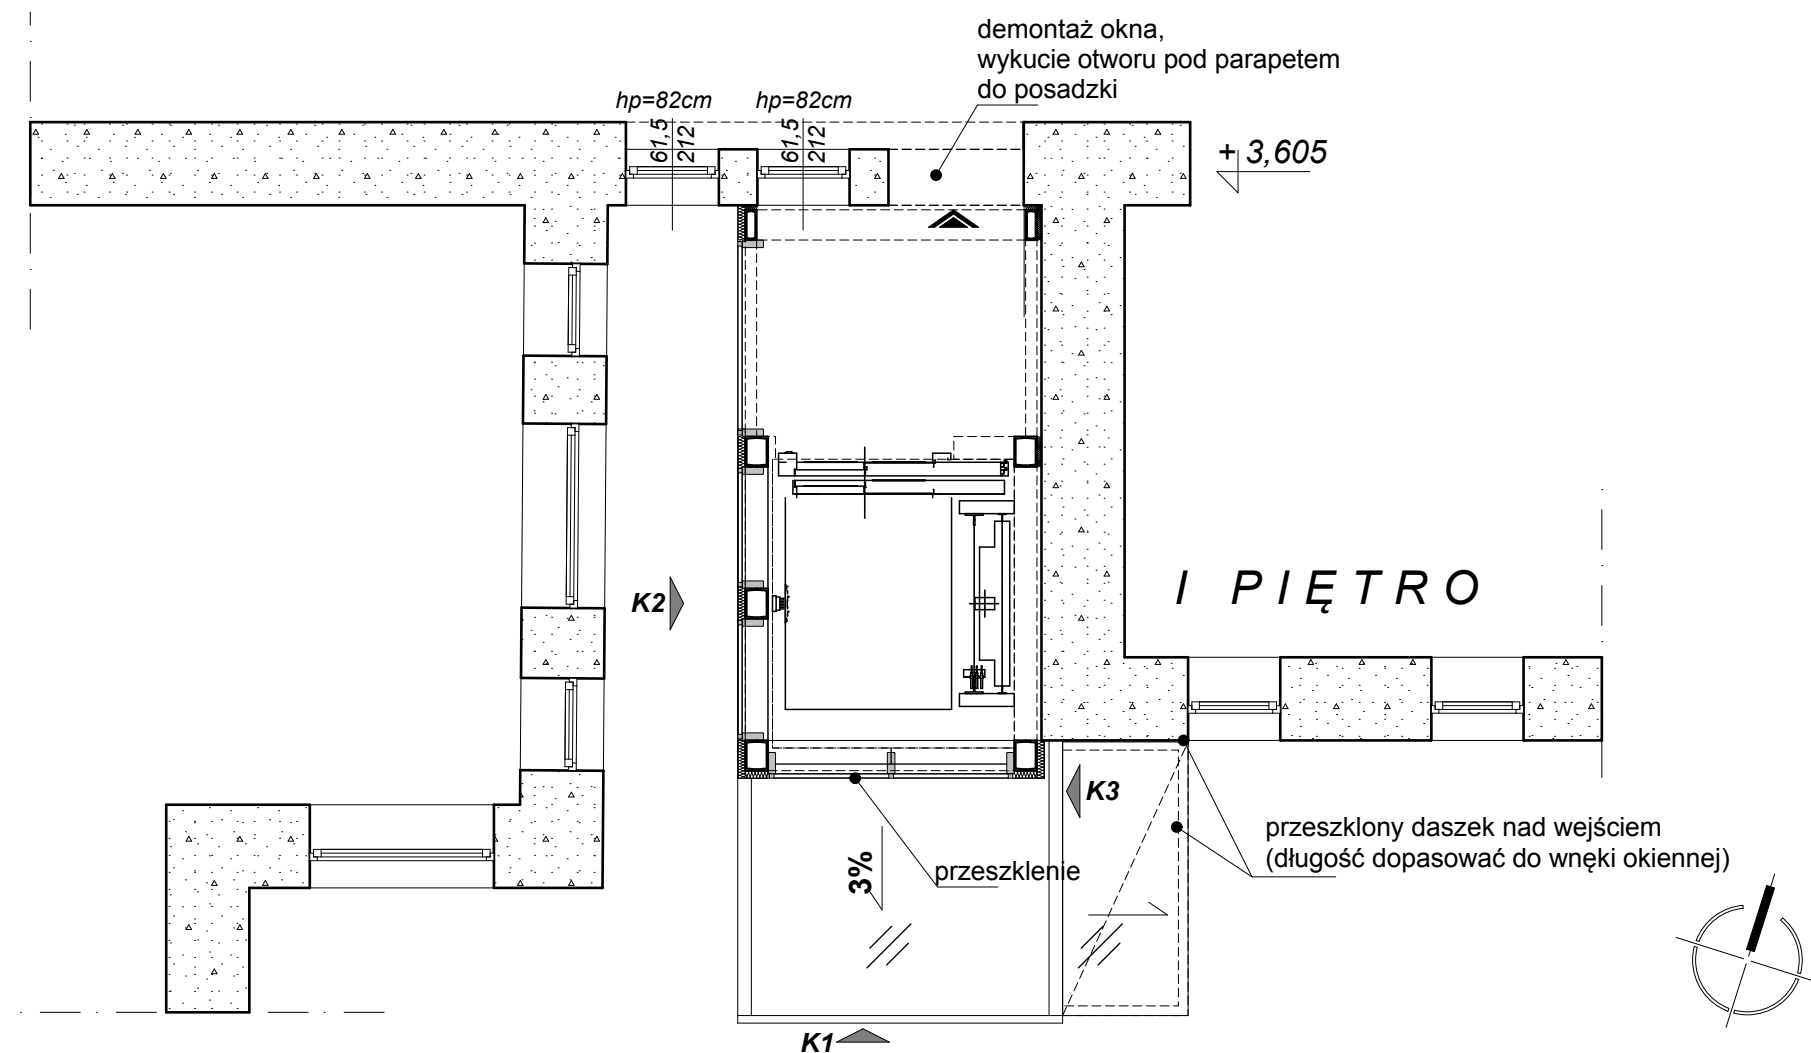 demontaż okna,
wykucie otworu pod parapetem
do posadzki
hp=82cm
hp=82cm
61,5
212
61,5
212
+ 3,605
K2
I PIĘTRO
K3
przeszklony daszek nad wejściem
(długość dopasować do wnęki okiennej)
3%
przeszklenie
K1